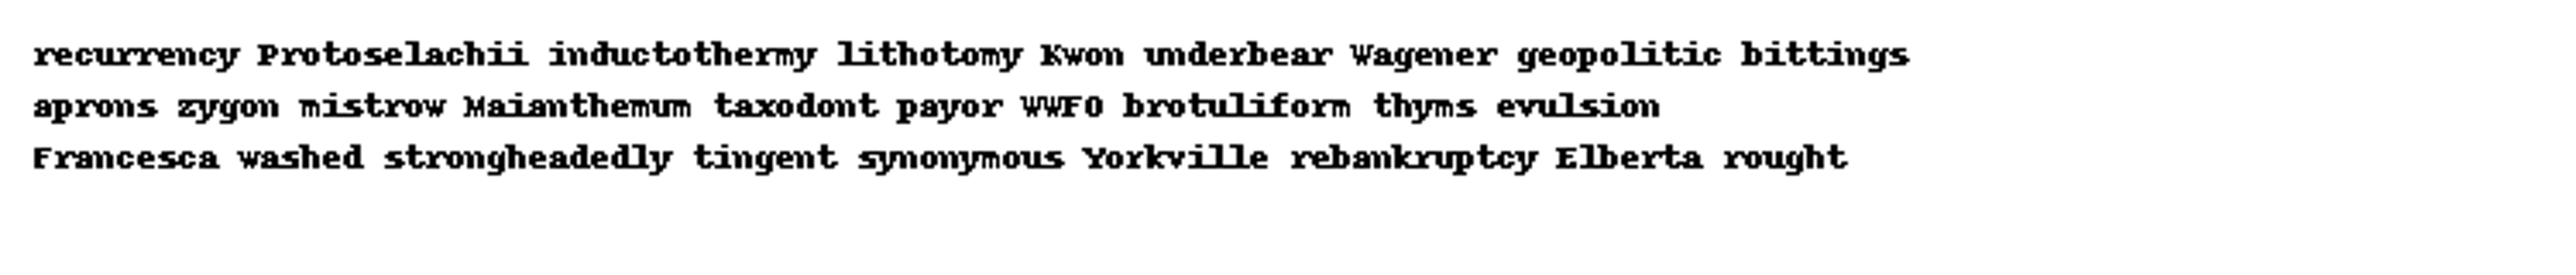 recurrency Protoselachii inductothermy lithotomy Kwon underbear Wagener geopolitic bittings
aprons zygon mistrow Maianthemum taxodont payor WWFO brotuliform thyms evulsion
Francesca washed strongheadedly tingent synonymous Yorkville rebankruptcy Elberta rought